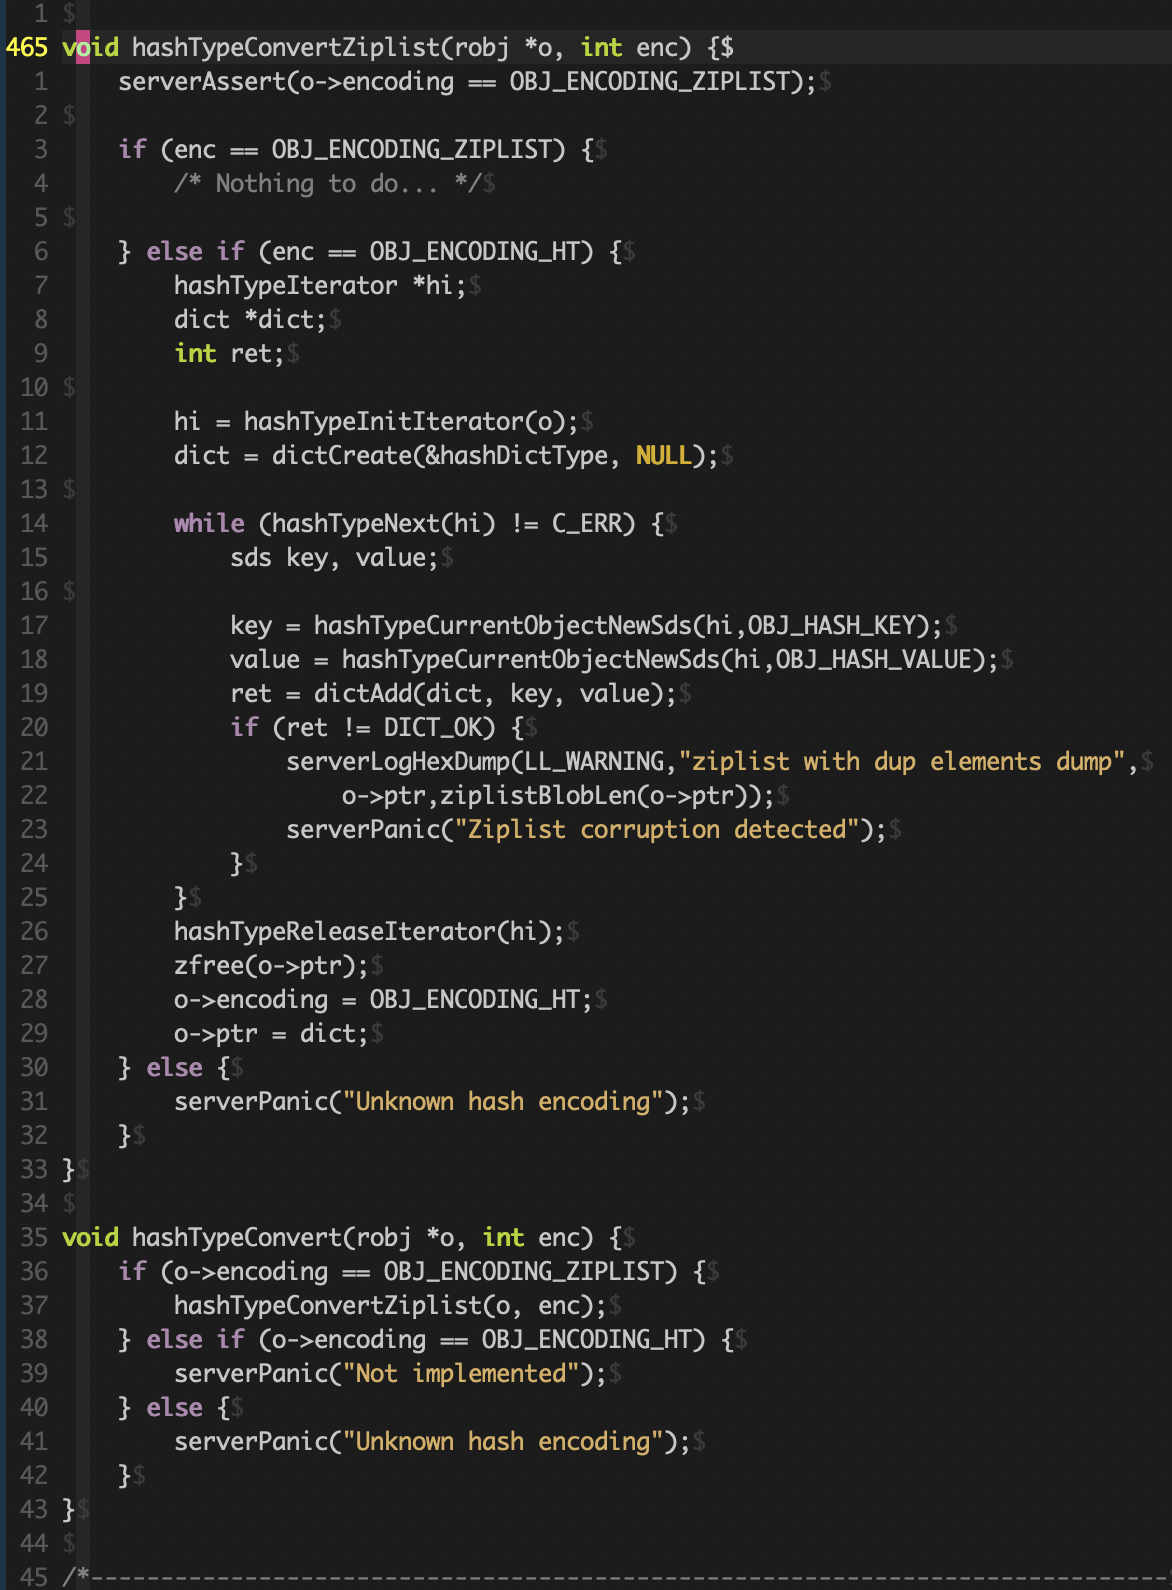 1 $
465 void hashTypeConvertZiplist(robj *o, int enc) {$
1     serverAssert(o->encoding == OBJ_ENCODING_ZIPLIST);$
2 $
3     if (enc == OBJ_ENCODING_ZIPLIST) {$
4         /* Nothing to do... */$
5 $
6     } else if (enc == OBJ_ENCODING_HT) {$
7         hashTypeIterator *hi;$
8         dict *dict;$
9         int ret;$
10 $
11         hi = hashTypeInitIterator(o);$
12         dict = dictCreate(&hashDictType, NULL);$
13 $
14         while (hashTypeNext(hi) != C_ERR) {$
15             sds key, value;$
16 $
17             key = hashTypeCurrentObjectNewSds(hi,OBJ_HASH_KEY);$
18             value = hashTypeCurrentObjectNewSds(hi,OBJ_HASH_VALUE);$
19             ret = dictAdd(dict, key, value);$
20             if (ret != DICT_OK) {$
21                 serverLogHexDump(LL_WARNING,"ziplist with dup elements dump",$
22                     o->ptr,ziplistBlobLen(o->ptr));$
23                 serverPanic("Ziplist corruption detected");$
24             }$
25         }$
26         hashTypeReleaseIterator(hi);$
27         zfree(o->ptr);$
28         o->encoding = OBJ_ENCODING_HT;$
29         o->ptr = dict;$
30     } else {$
31         serverPanic("Unknown hash encoding");$
32     }$
33 }$
34 $
35 void hashTypeConvert(robj *o, int enc) {$
36     if (o->encoding == OBJ_ENCODING_ZIPLIST) {$
37         hashTypeConvertZiplist(o, enc);$
38     } else if (o->encoding == OBJ_ENCODING_HT) {$
39         serverPanic("Not implemented");$
40     } else {$
41         serverPanic("Unknown hash encoding");$
42     }$
43 }$
44 $
45 /*-----------------------------------------------------------------------------